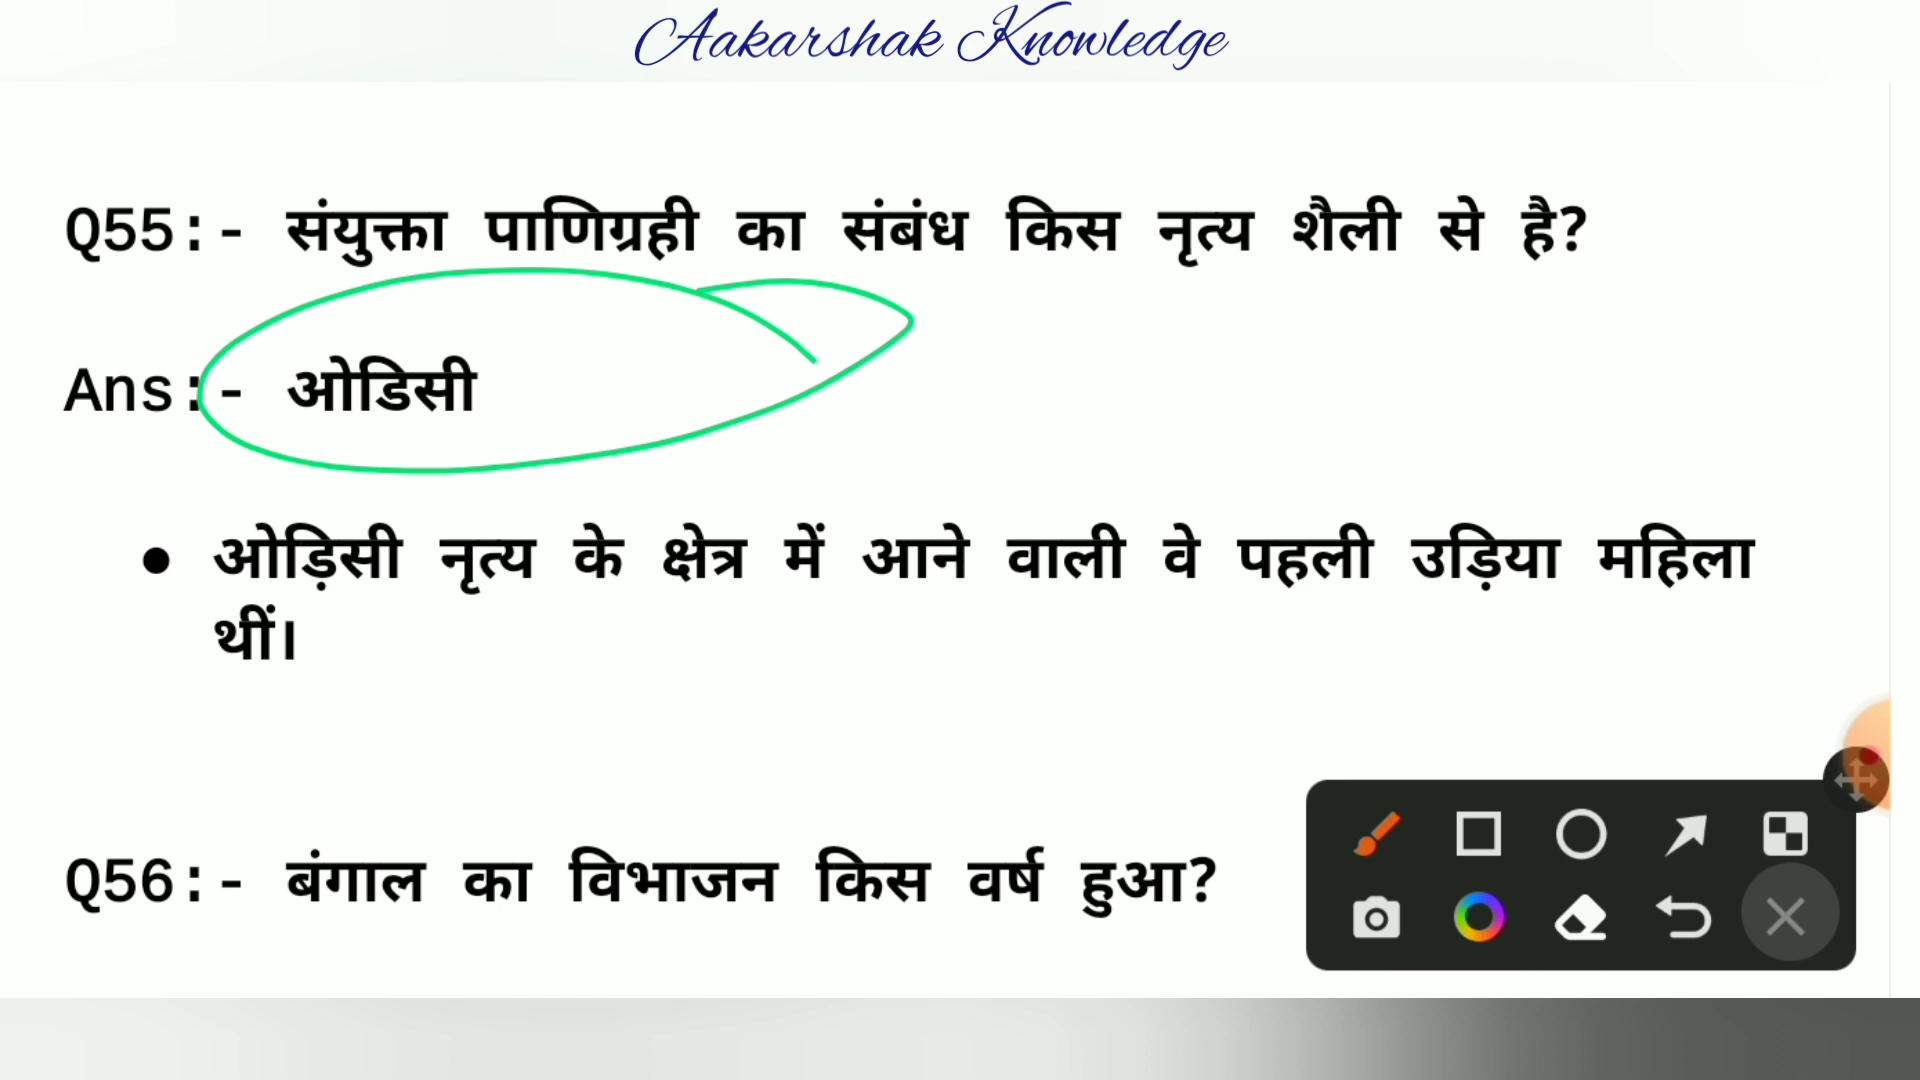 Aakarshak Knowledge
Q55:- संयुक्ता पाणिग्रही का संबंध किस नृत्य शैली से है?
Ans:- ओडिसी
● ओड़िसी नृत्य के क्षेत्र में आने वाली वे पहली उड़िया महिला
थीं।
Q56:- बंगाल का विभाजन किस वर्ष हुआ?